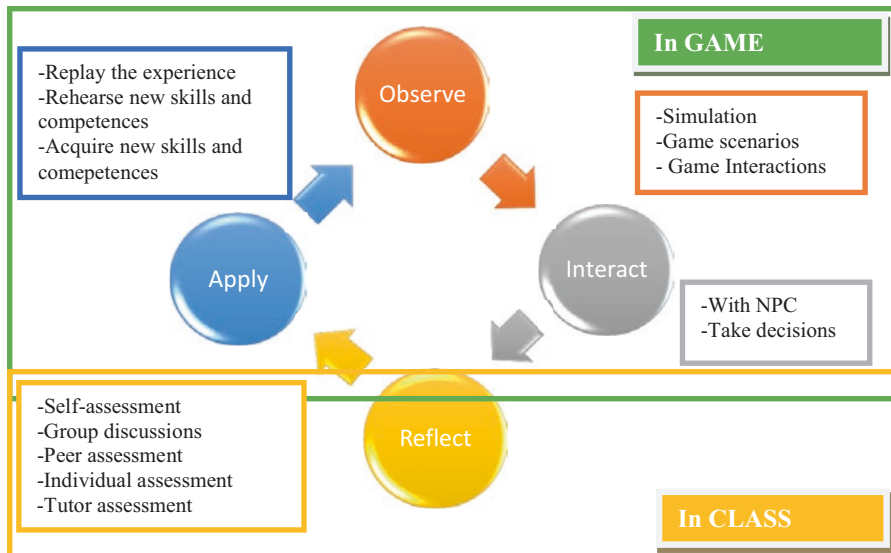 In GAME
-Replay the experience
-Rehearse new skills and
competences
-Acquire new skills and
comepetences
Observe
-Simulation
-Game scenarios
- Game Interactions
Apply
Interact
-With NPC
-Take decisions
-Self-assessment
-Group discussions
-Peer assessment
-Individual assessment
-Tutor assessment
Reflect
In CLASS